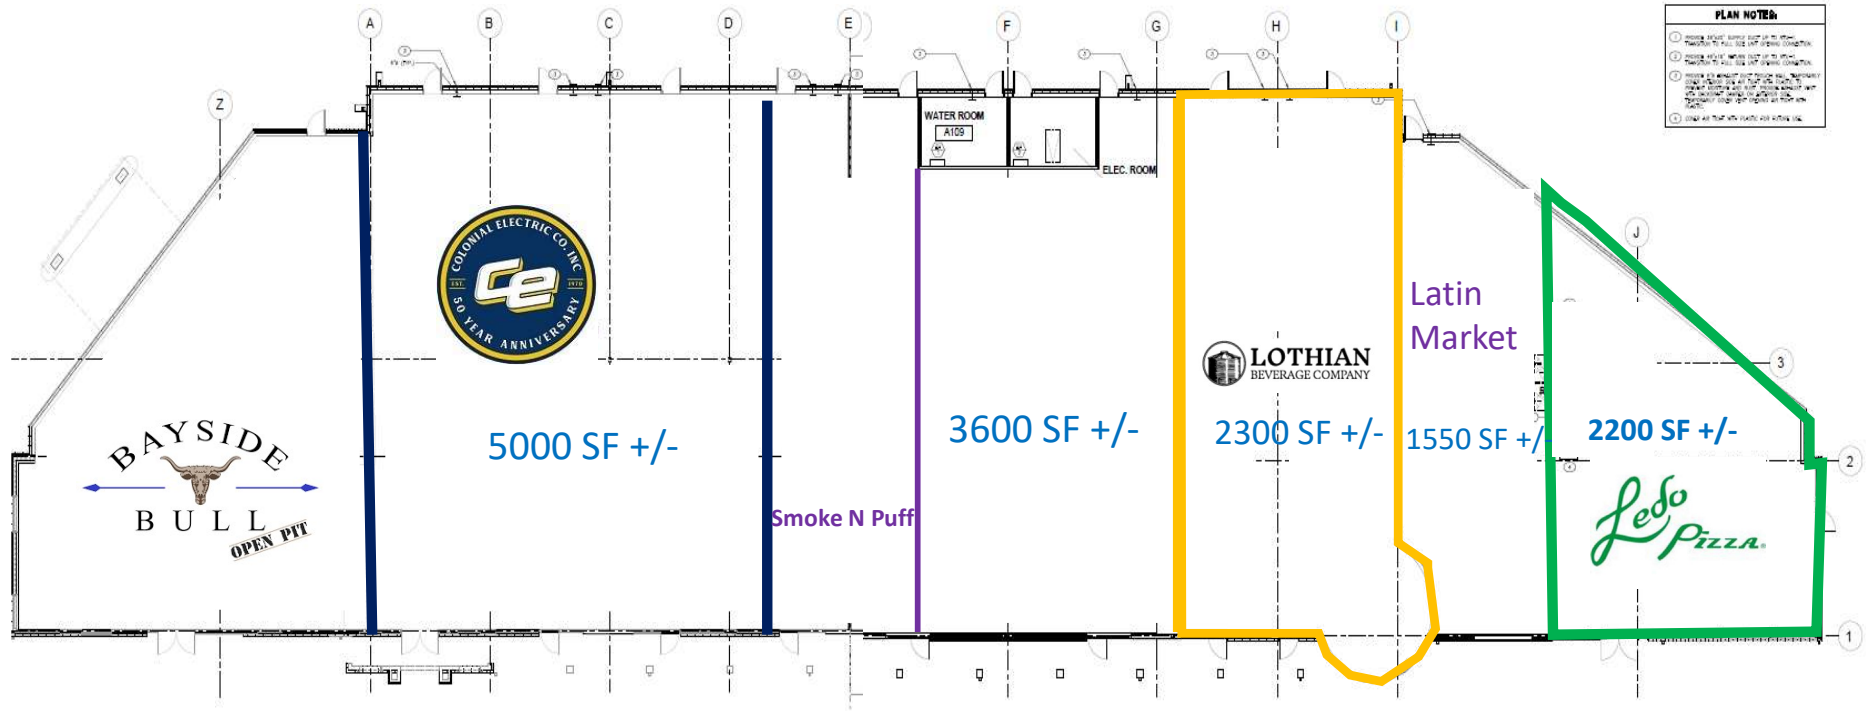 A
B
C
D
E
F
G
H
I
Z
J
3
2
1
PLAN NOTES:
WATER ROOM
A109
ELEC. ROOM
COLONIAL ELECTRIC CO. INC
EST.
1970
ce
50 YEAR ANNIVERSARY
BAYSIDE
BULL
OPEN PIT
5000 SF +/-
Smoke N Puff
3600 SF +/-
LOTHIAN
BEVERAGE COMPANY
2300 SF +/-
Latin
Market
1550 SF +/-
2200 SF +/-
Ledo
Pizza